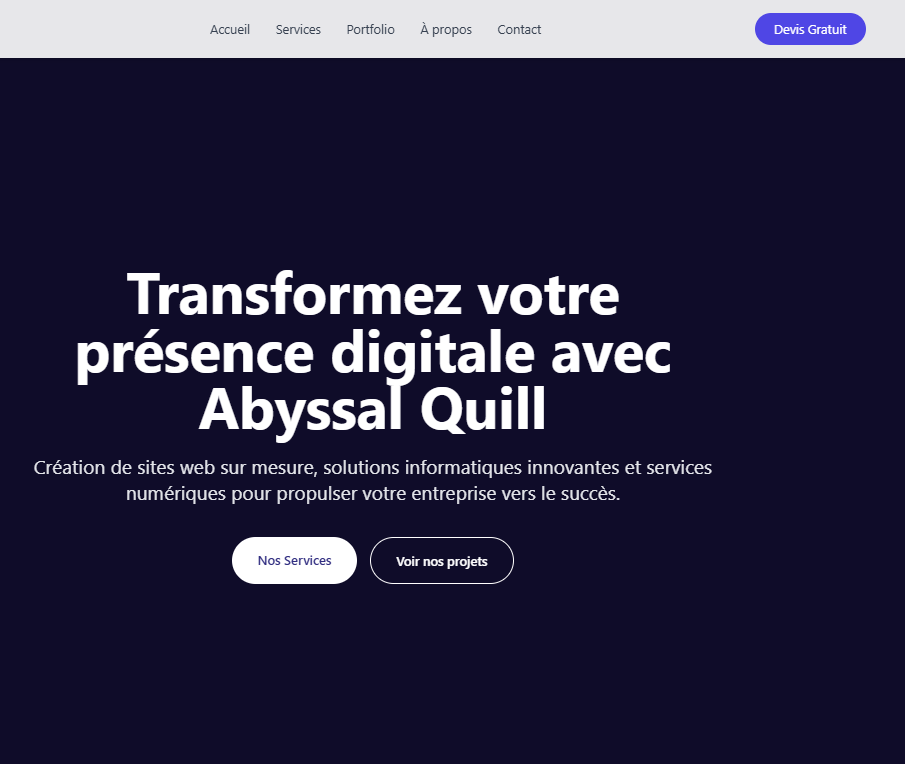 Accueil Services Portfolio À propos Contact Devis Gratuit
Transformez votre
présence digitale avec
Abyssal Quill
Création de sites web sur mesure, solutions informatiques innovantes et services
numériques pour propulser votre entreprise vers le succès.
Nos Services Voir nos projets